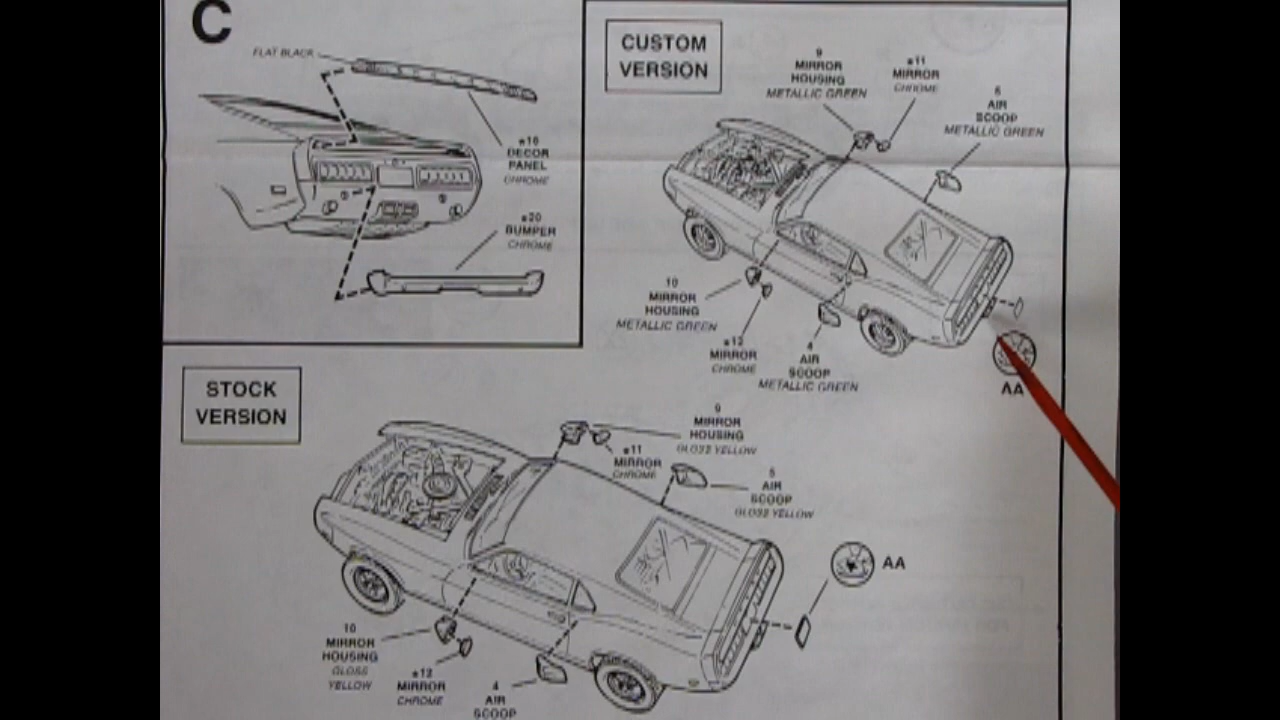 C
FLAT BLACK
*16
DECOR
PANEL
CHROME
*20
BUMPER
CHROME
CUSTOM
VERSION
9
MIRROR
HOUSING
METALLIC GREEN
*11
MIRROR
CHROME
AIR
SCOOP
METALLIC GREEN
10
MIRROR
HOUSING
METALLIC GREEN
*12
MIRROR
CHROME
4
AIR
SCOOP
METALLIC GREEN
AA
STOCK
VERSION
9
MIRROR
HOUSING
GLOSS YELLOW
*11
MIRROR
CHROME
5
AIR
SCOOP
GLOSS YELLOW
AA
10
MIRROR
HOUSING
GLOSS
YELLOW
*12
MIRROR
CHROME
4
AIR
SCOOP